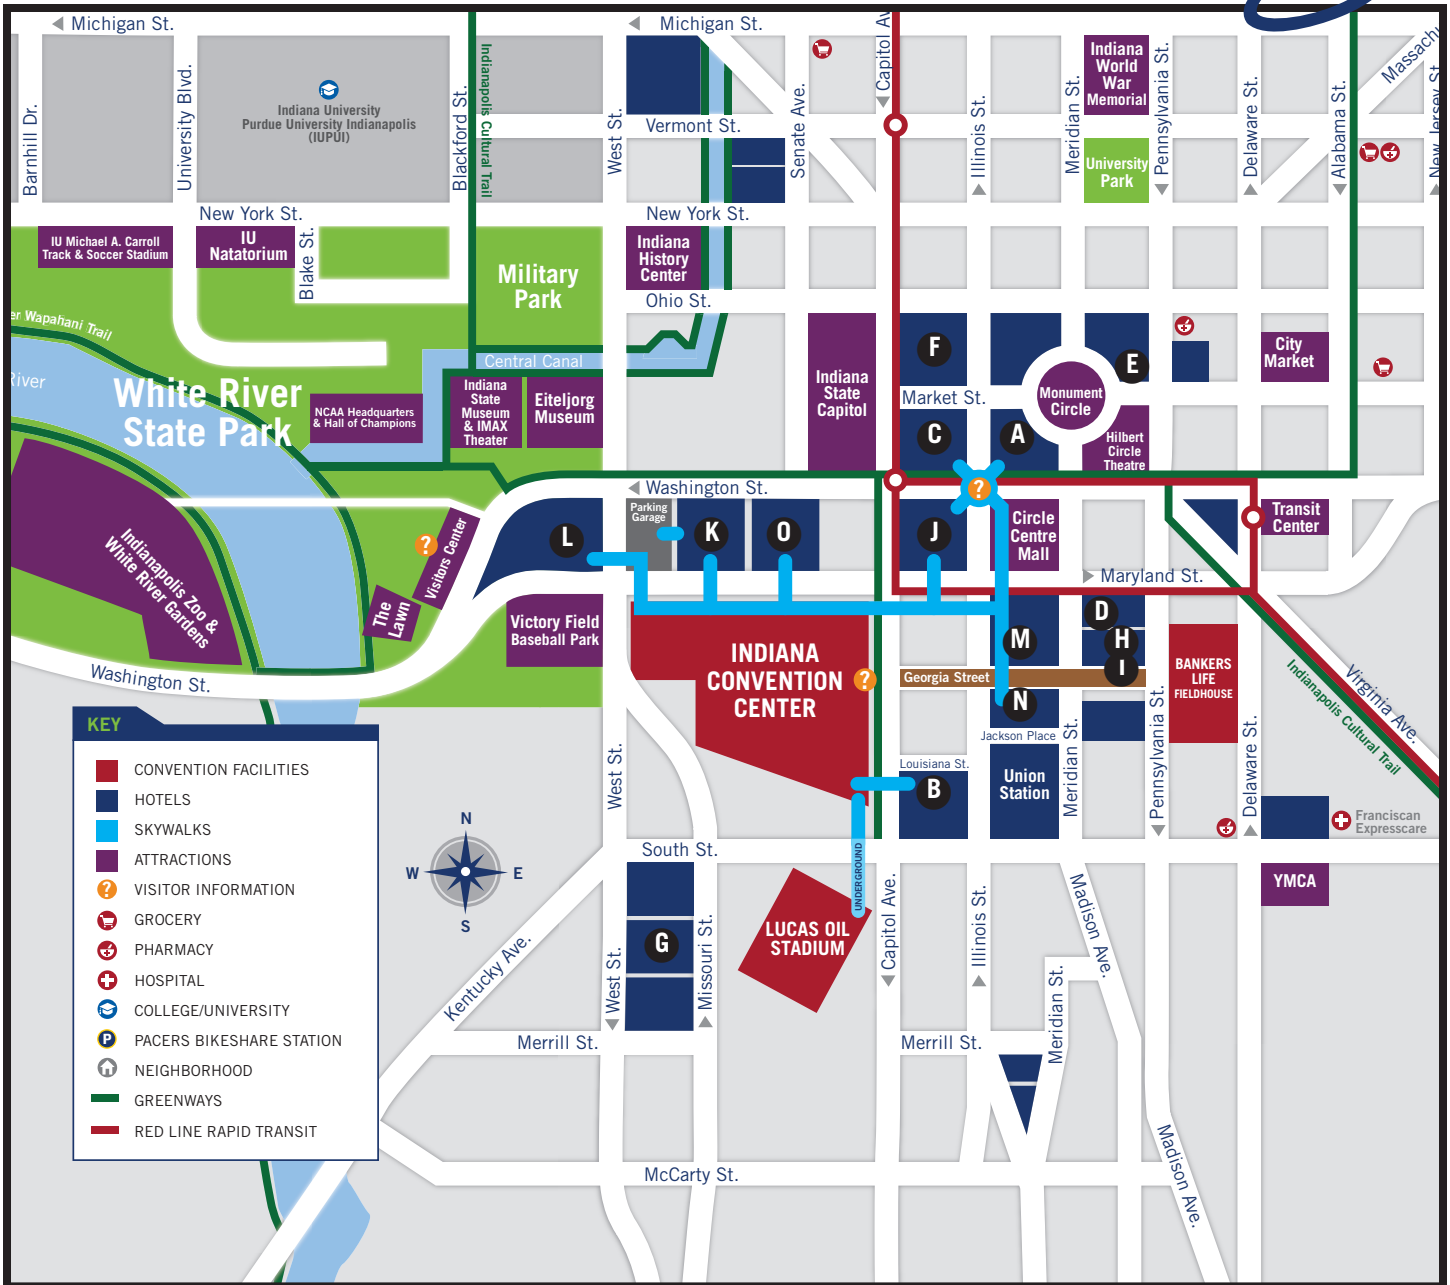 Michigan St.
Michigan St.
Capitol Av
Barnhill Dr.
University Blvd.
Indiana University
Purdue University Indianapolis
(IUPUI)
Blackford St.
Indianapolis Cultural Trail
West St.
Vermont St.
Senate Ave.
Illinois St.
Meridian St.
Indiana
World
War
Memorial
University
Park
Pennsylvania St.
Delaware St.
Alabama St.
Massachu
New Jersey St.
New York St.
New York St.
IU Michael A. Carroll
Track & Soccer Stadium
IU
Natatorium
Blake St.
Military
Park
Indiana
History
Center
Ohio St.
er Wapahani Trail
River
White River
State Park
Central Canal
NCAA Headquarters
& Hall of Champions
Indiana
State
Museum
& IMAX
Theater
Eiteljorg
Museum
Indiana
State
Capitol
F
E
City
Market
Monument
Circle
Market St.
C
A
Hilbert
Circle
Theatre
Washington St.
?
Parking
Garage
L
K
O
J
Circle
Centre
Mall
Transit
Center
Indianapolis Zoo &
White River Gardens
?
Visitors Center
The
Lawn
Maryland St.
Victory Field
Baseball Park
D
M
H
I
INDIANA
CONVENTION
CENTER
?
Georgia Street
BANKERS
LIFE
FIELDHOUSE
Washington St.
Virginia Ave.
Indianapolis Cultural Trail
N
Jackson Place
West St.
Louisiana St.
B
Union
Station
Meridian St.
Pennsylvania St.
Delaware St.
Franciscan
Expresscare
South St.
UNDERGROUND
YMCA
LUCAS OIL
STADIUM
G
Kentucky Ave.
West St.
Missouri St.
Capitol Ave.
Illinois St.
Madison Ave.
Meridian St.
Merrill St.
Merrill St.
McCarty St.
Madison Ave.
N
W
E
S
KEY
CONVENTION FACILITIES
HOTELS
SKYWALKS
ATTRACTIONS
? VISITOR INFORMATION
GROCERY
PHARMACY
HOSPITAL
COLLEGE/UNIVERSITY
P PACERS BIKESHARE STATION
NEIGHBORHOOD
GREENWAYS
RED LINE RAPID TRANSIT